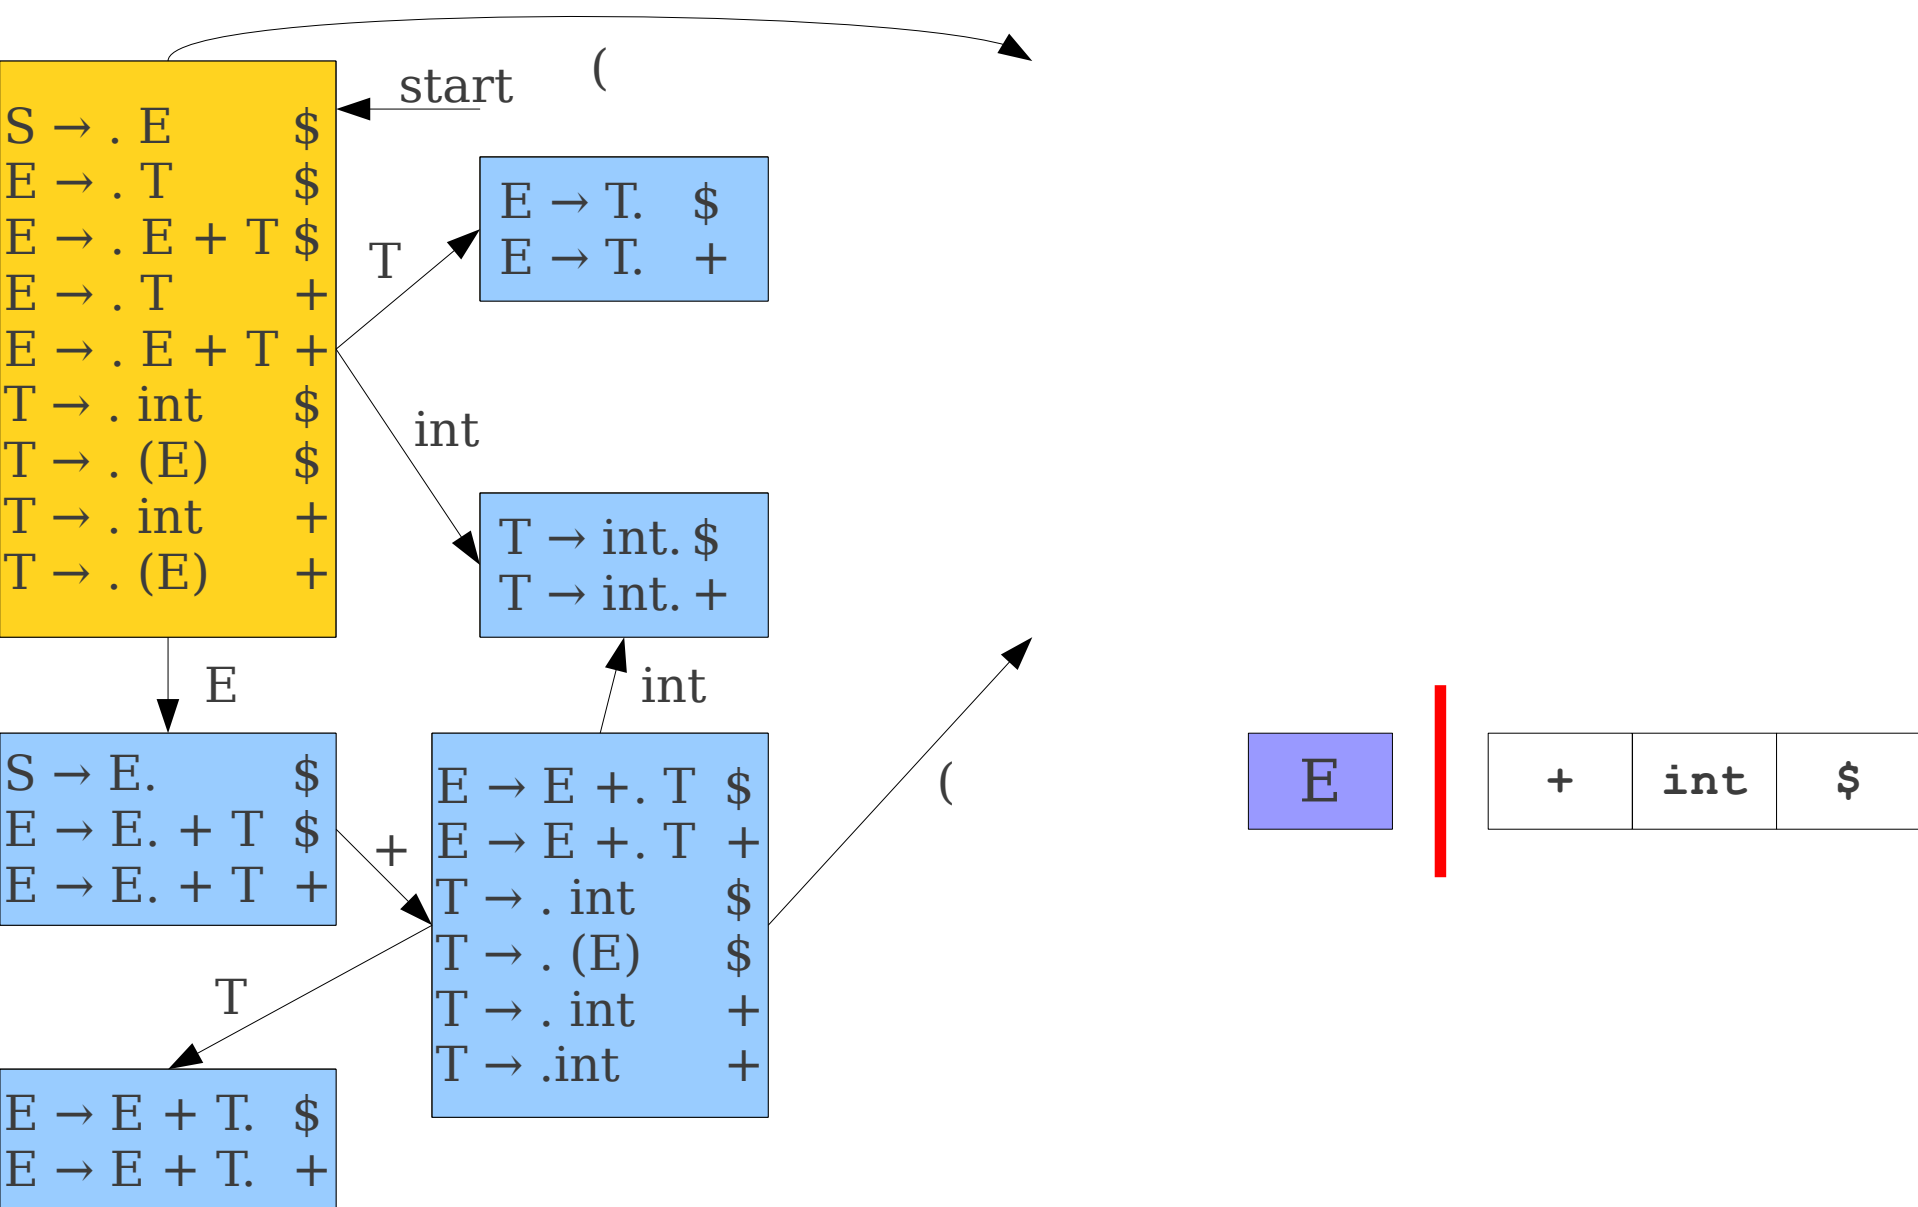 (
start
S → . E $
E → . T $
E → . E + T $
E → . T +
E → . E + T +
T → . int $
T → . (E) $
T → . int +
T → . (E) +
T
E → T. $
E → T. +
int
T → int. $
T → int. +
E
int
S → E. $
E → E. + T $
E → E. + T +
+
E → E +. T $
E → E +. T +
T → . int $
T → . (E) $
T → . int +
T → .int +
(
E
+ int $
T
E → E + T. $
E → E + T. +